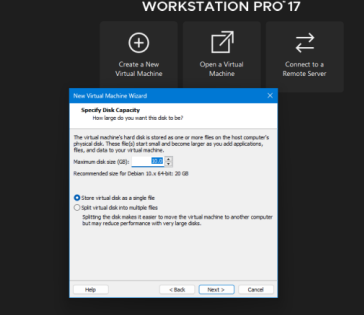 WORKSTATION PRO™ 17
Create a New
Virtual Machine
Open a Virtual
Machine
Connect to a
Remote Server
New Virtual Machine Wizard
Specify Disk Capacity
How large do you want this disk to be?
The virtual machine's hard disk is stored as one or more files on the host computer's
physical disk. These file(s) start small and become larger as you add applications,
files, and data to your virtual machine.
Maximum disk size (GB):
Recommended size for Debian 10.x 64-bit: 20 GB
Store virtual disk as a single file
Split virtual disk into multiple files
Splitting the disk makes it easier to move the virtual machine to another computer
but may reduce performance with very large disks.
Help
< Back
Next >
Cancel